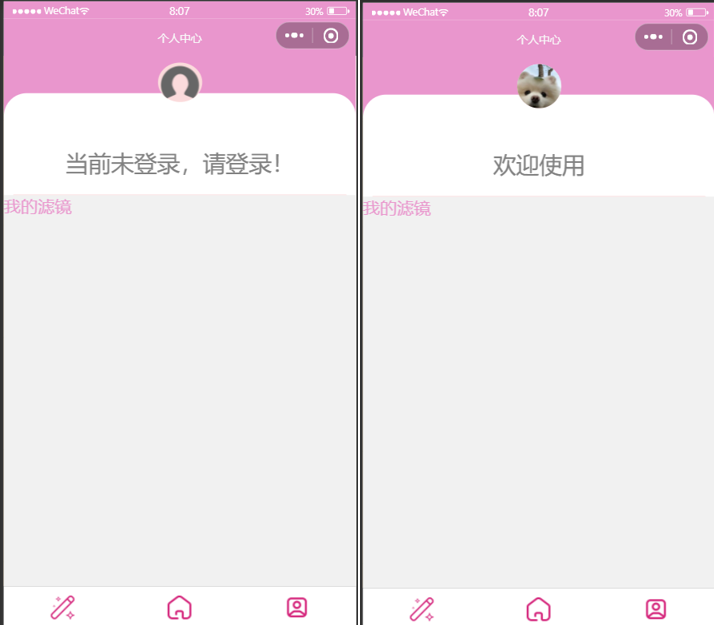 WeChat
8:07
30%
个人中心
当前未登录，请登录！
我的滤镜
WeChat
8:07
30%
个人中心
欢迎使用
我的滤镜